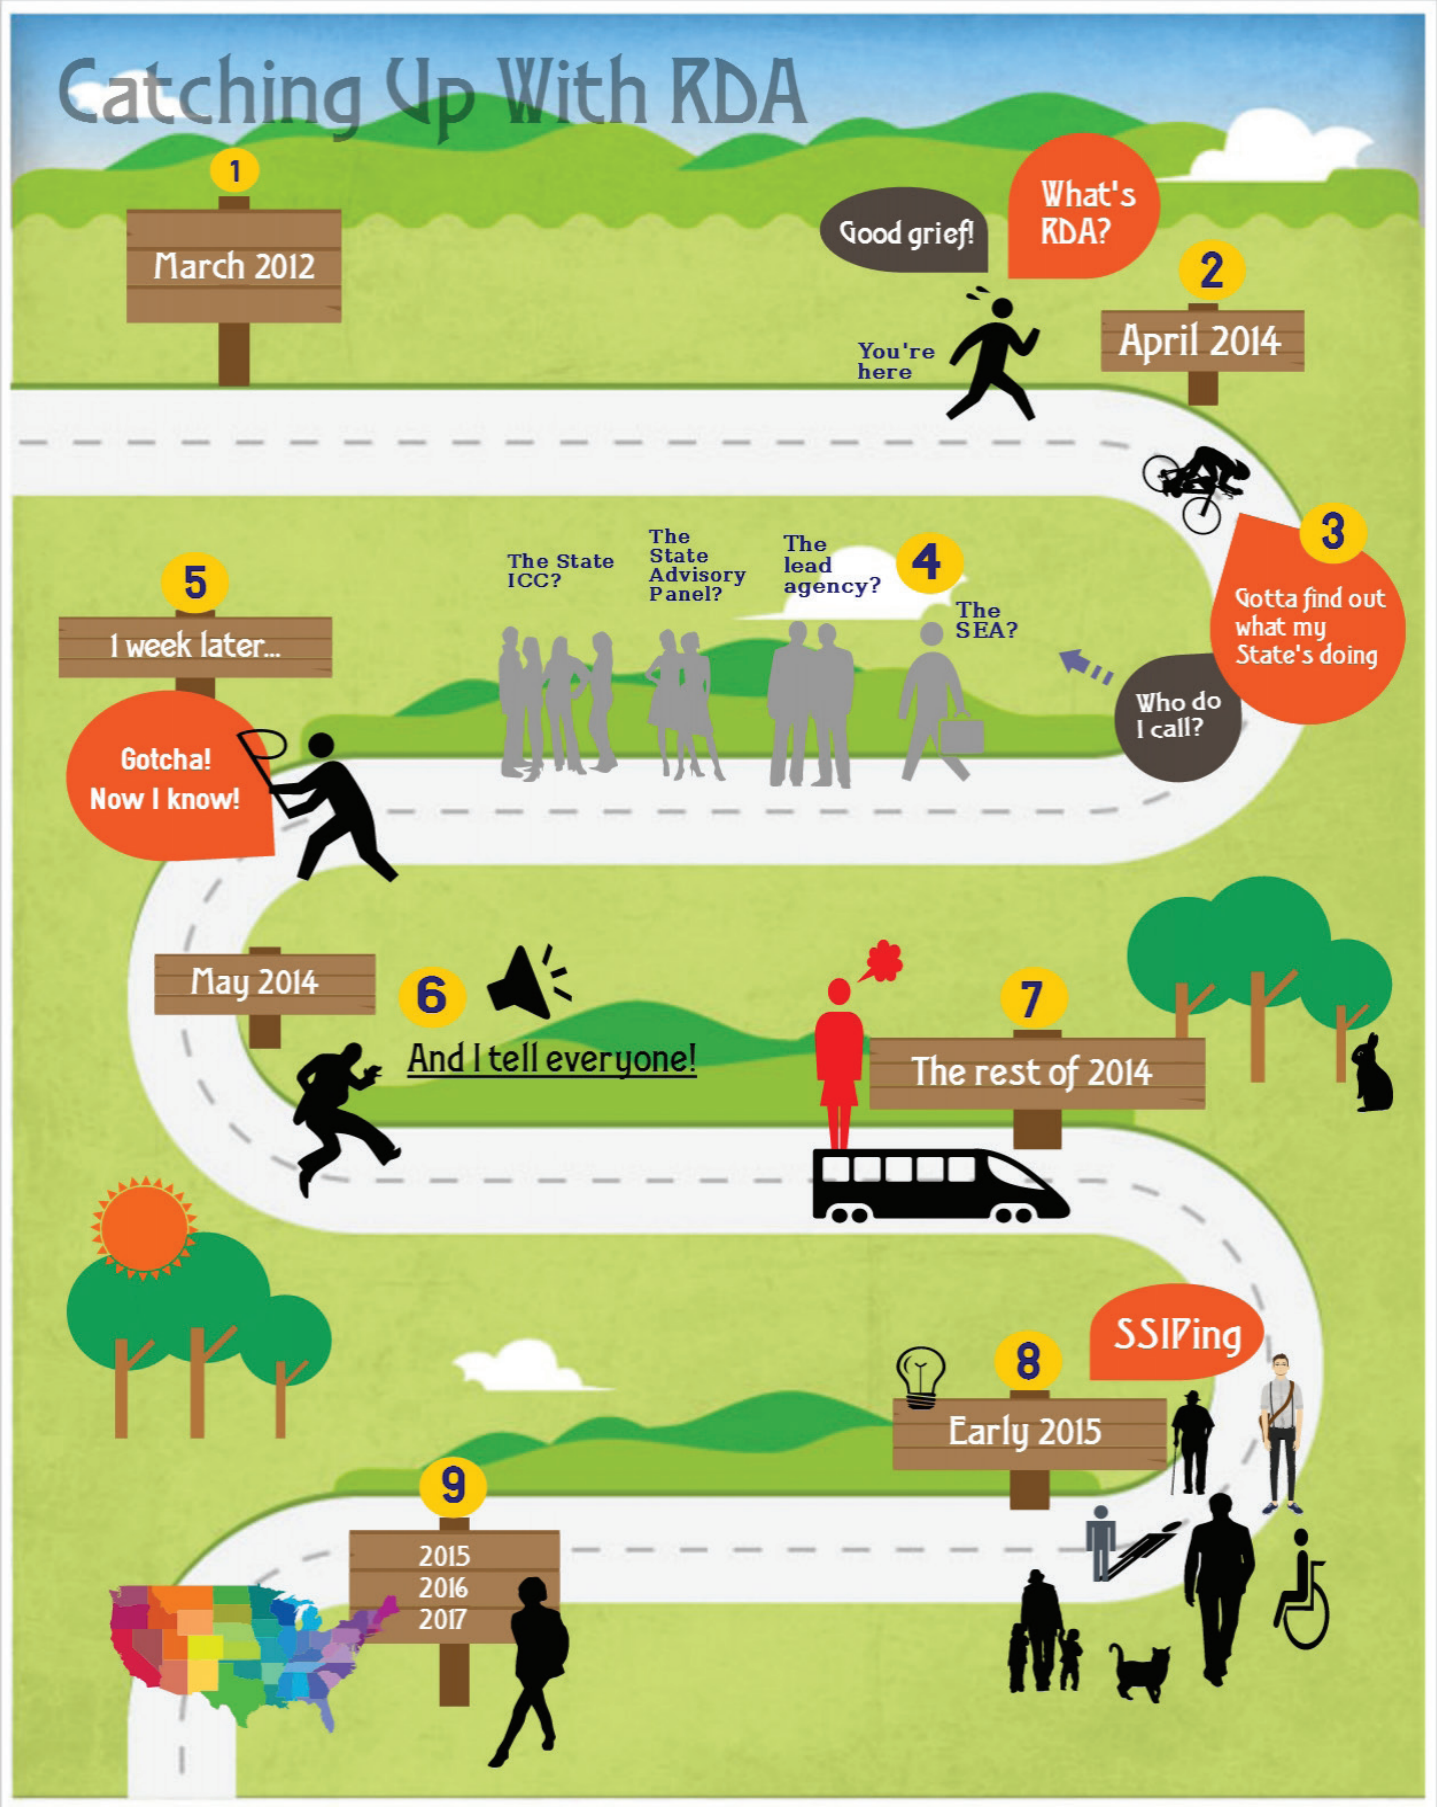 Catching Up With RDA
1
March 2012
Good grief!
What's
RDA?
You're
here
2
April 2014
3
Gotta find out
what my
State's doing
Who do
I call?
4
The
SEA?
The
lead
agency?
The
State
Advisory
Panel?
The State
ICC?
5
1 week later...
Gotcha!
Now I know!
May 2014
6
And I tell everyone!
7
The rest of 2014
8
Early 2015
SSIPing
9
2015
2016
2017